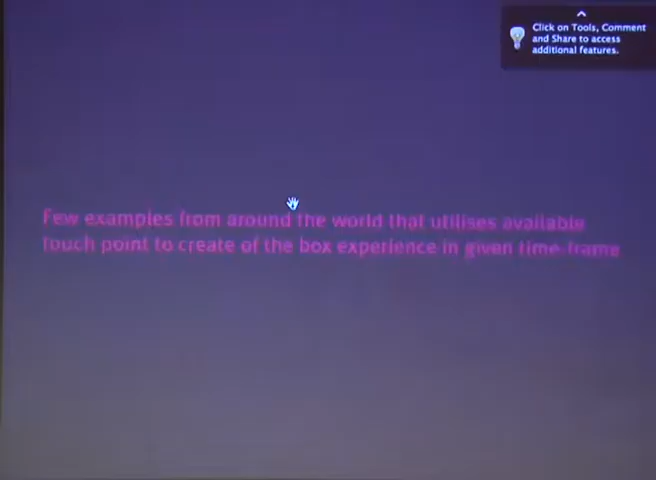 Click on Tools, Comment
and Share to access
additional features.
Few examples from around the world that utilises available
touch point to create of the box experience in given time-frame